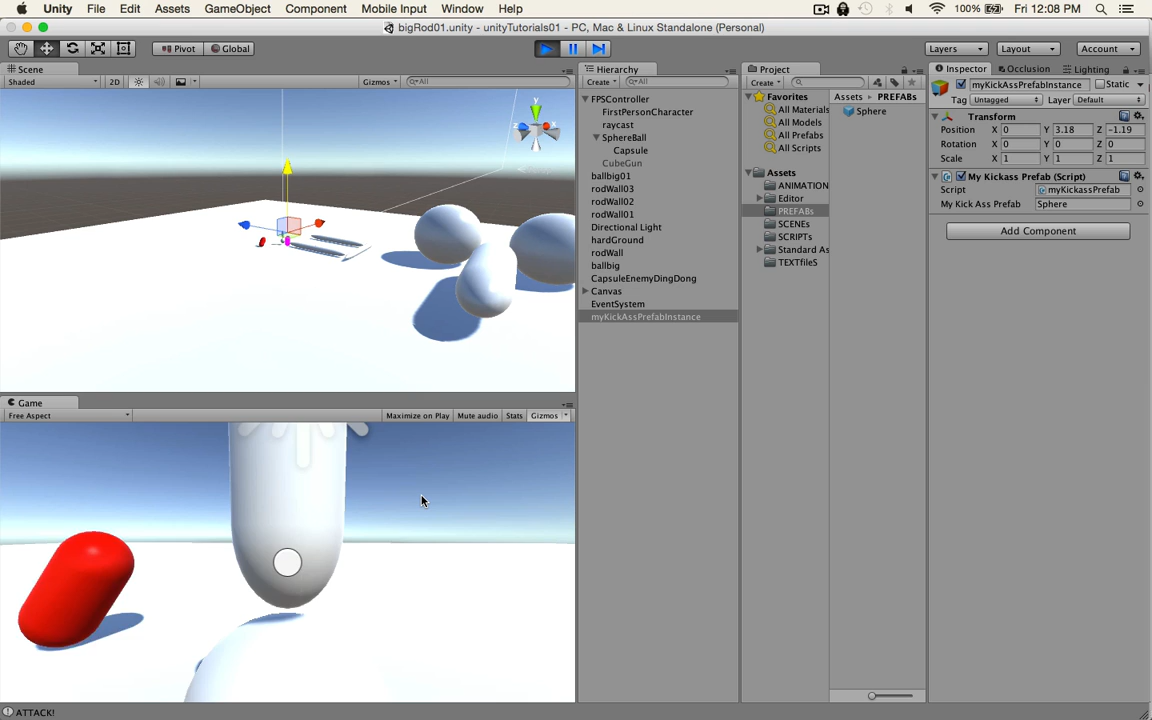 Unity File Edit Assets GameObject Component Mobile Input Window Help 100% Fri 12:08 PM
bigRod01.unity - unityTutorials01 - PC, Mac & Linux Standalone (Personal)
Pivot Global Layers Layout Account
Scene
Shaded 2D Gizmos All
y
x
z
Hierarchy
Create All
FPSController
FirstPersonCharacter
raycast
SphereBall
Capsule
CubeGun
ballbig01
rodWall03
rodWall02
rodWall01
Directional Light
hardGround
rodWall
ballbig
CapsuleEnemyDingDong
Canvas
EventSystem
myKickAssPrefabInstance
Project
Create
Favorites
All Materials
All Models
All Prefabs
All Scripts
Assets
ANIMATION
Editor
PREFABs
SCENEs
SCRIPTs
Standard As
TEXTfileS
Assets PREFABs
Sphere
Inspector Occlusion Lighting
myKickAssPrefabInstance Static
Tag Untagged Layer Default
Transform
Position X 0 Y 3.18 Z -1.19
Rotation X 0 Y 0 Z 0
Scale X 1 Y 1 Z 1
My Kickass Prefab (Script)
Script myKickassPrefab
My Kick Ass Prefab Sphere
Add Component
Game
Free Aspect Maximize on Play Mute audio Stats Gizmos
ATTACK!